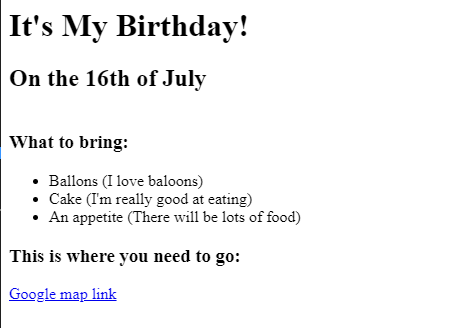 It's My Birthday!
On the 16th of July
What to bring:
Ballons (I love baloons)
Cake (I'm really good at eating)
An appetite (There will be lots of food)
This is where you need to go:
Google map link